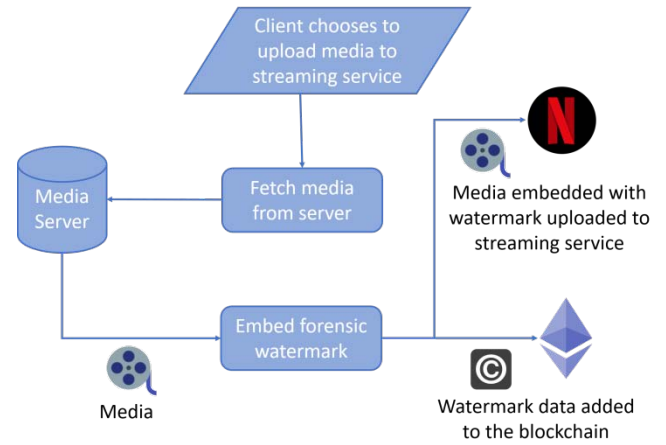 Client chooses to
upload media to
streaming service
N
Media
Server
Fetch media
from server
Media embedded with
watermark uploaded to
streaming service
Embed forensic
watermark
©
Media
Watermark data added
to the blockchain